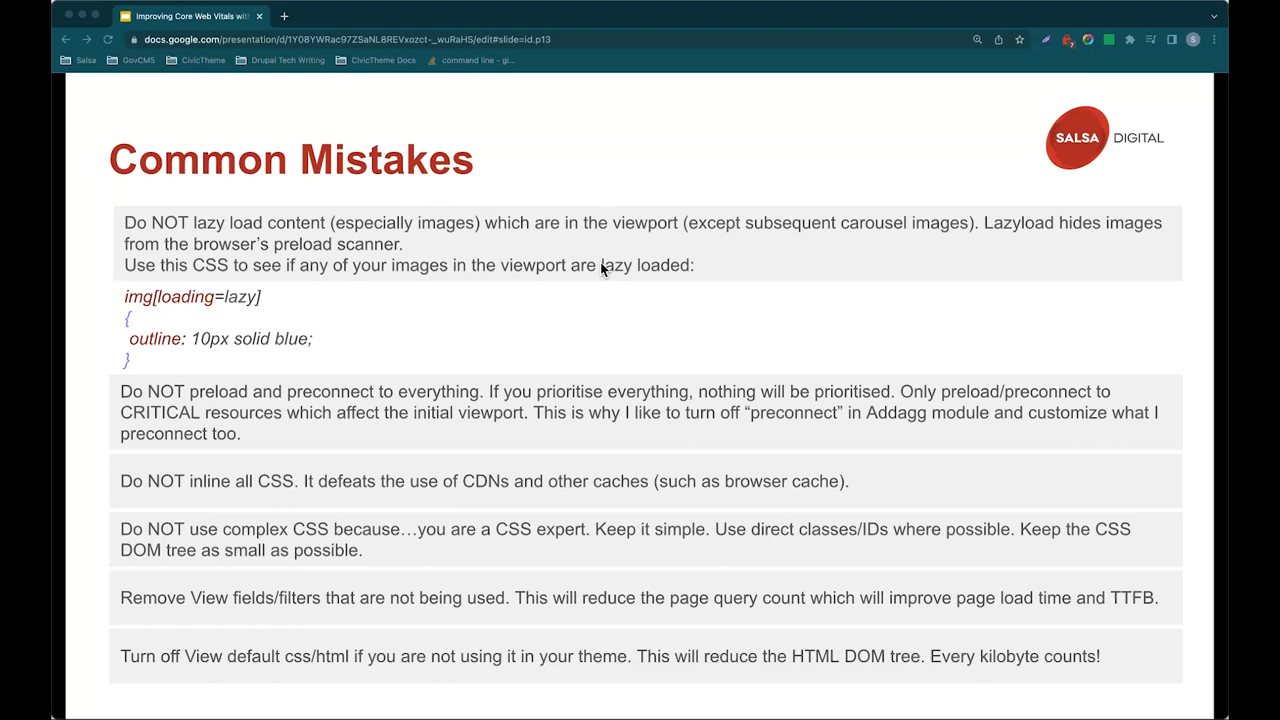 Improving Core Web Vitals with
docs.google.com/presentation/d/1Y08YWRac97ZSaNL8REVxozct-_wuRaHS/edit#slide=id.p13
Salsa
GovCMS
CivicTheme
Drupal Tech Writing
CivicTheme Docs
command line - gi...
S
SALSA DIGITAL
Common Mistakes
Do NOT lazy load content (especially images) which are in the viewport (except subsequent carousel images). Lazyload hides images
from the browser's preload scanner.
Use this CSS to see if any of your images in the viewport are lazy loaded:
img[loading=lazy]
{
outline: 10px solid blue;
}
Do NOT preload and preconnect to everything. If you prioritise everything, nothing will be prioritised. Only preload/preconnect to
CRITICAL resources which affect the initial viewport. This is why I like to turn off “preconnect” in Addagg module and customize what I
preconnect too.
Do NOT inline all CSS. It defeats the use of CDNs and other caches (such as browser cache).
Do NOT use complex CSS because…you are a CSS expert. Keep it simple. Use direct classes/IDs where possible. Keep the CSS
DOM tree as small as possible.
Remove View fields/filters that are not being used. This will reduce the page query count which will improve page load time and TTFB.
Turn off View default css/html if you are not using it in your theme. This will reduce the HTML DOM tree. Every kilobyte counts!